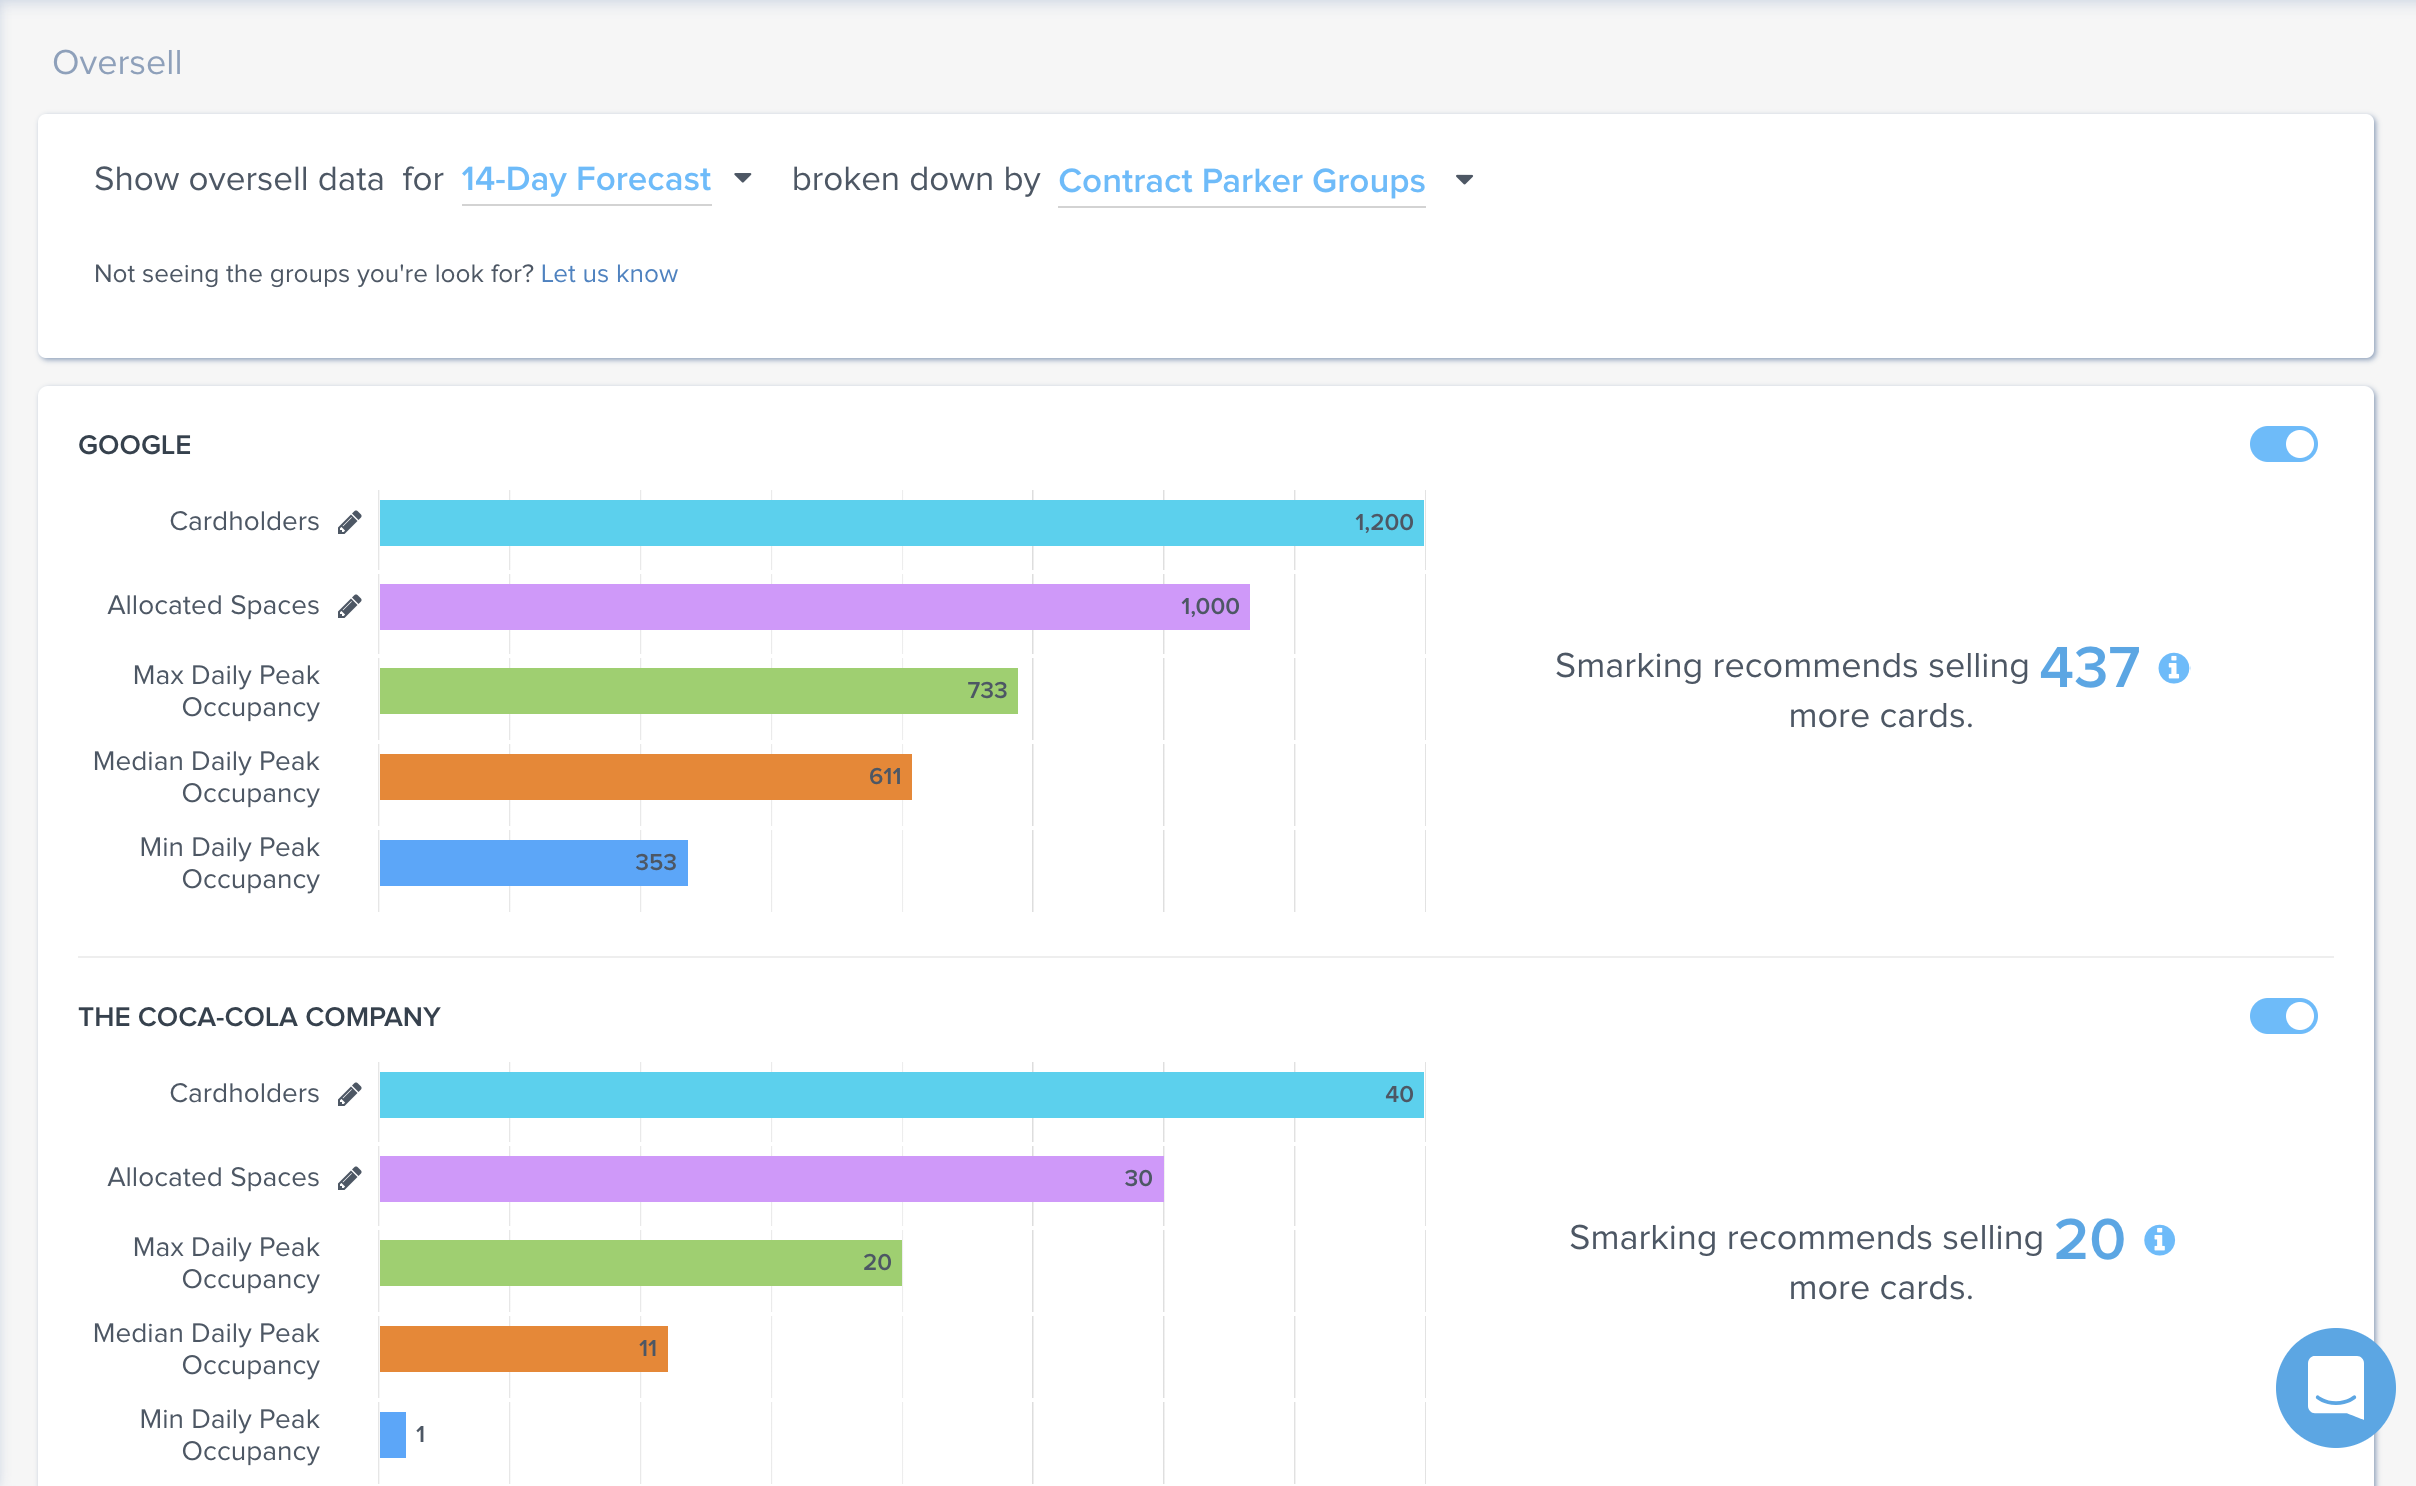 Oversell
Show oversell data for 14-Day Forecast broken down by Contract Parker Groups
Not seeing the groups you're look for? Let us know
GOOGLE
Cardholders 1,200
Allocated Spaces 1,000
Max Daily Peak
Occupancy 733
Median Daily Peak
Occupancy 611
Min Daily Peak
Occupancy 353
Smarking recommends selling 437
more cards.
THE COCA-COLA COMPANY
Cardholders 40
Allocated Spaces 30
Max Daily Peak
Occupancy 20
Median Daily Peak
Occupancy 11
Min Daily Peak
Occupancy 1
Smarking recommends selling 20
more cards.